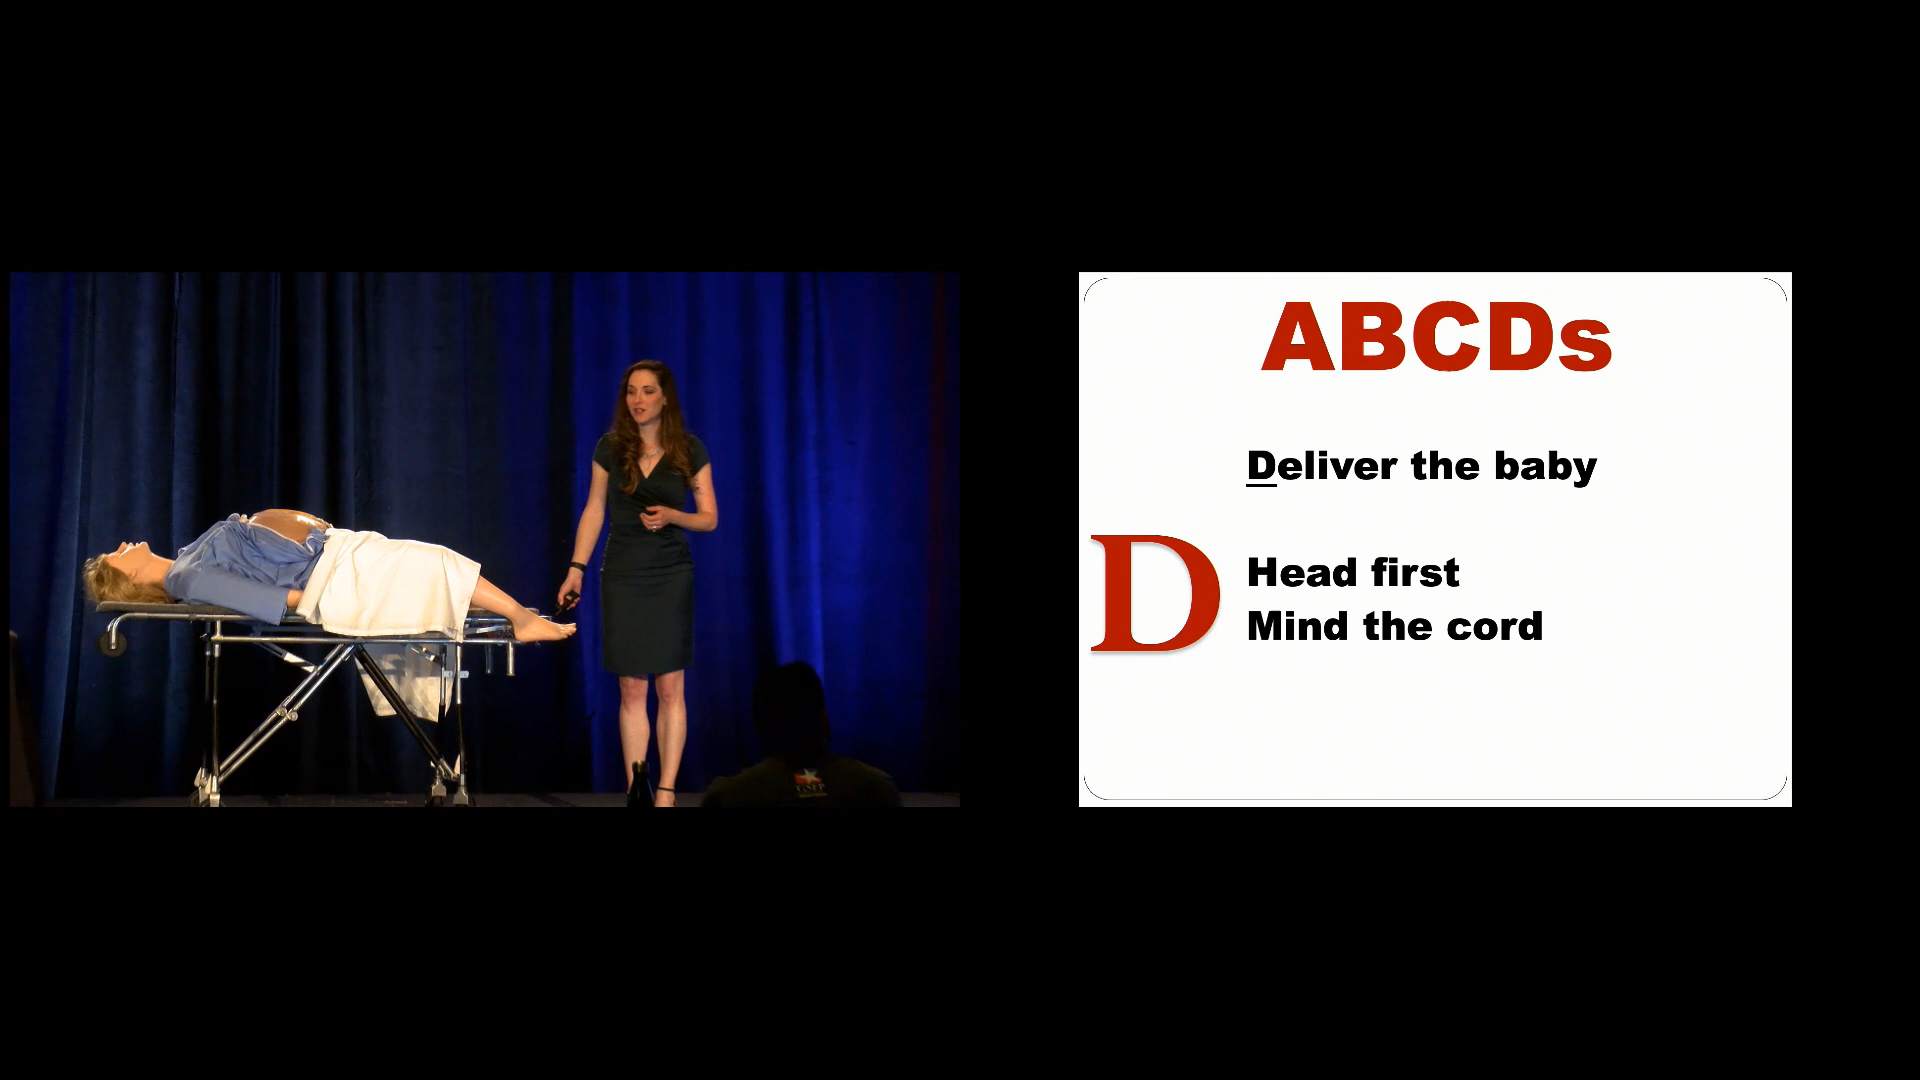 ABCDs
Deliver the baby
D
Head first
Mind the cord